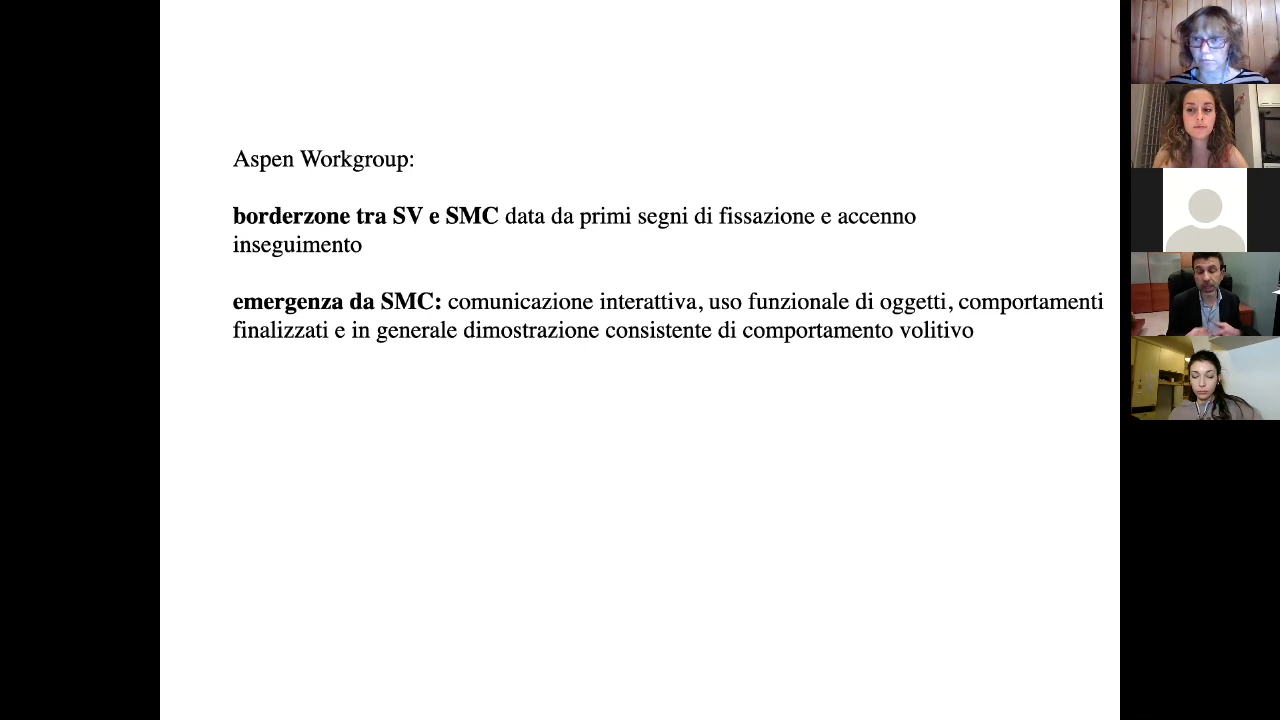 Aspen Workgroup:
borderzone tra SV e SMC data da primi segni di fissazione e accenno
inseguimento
emergenza da SMC: comunicazione interattiva, uso funzionale di oggetti, comportamenti
finalizzati e in generale dimostrazione consistente di comportamento volitivo